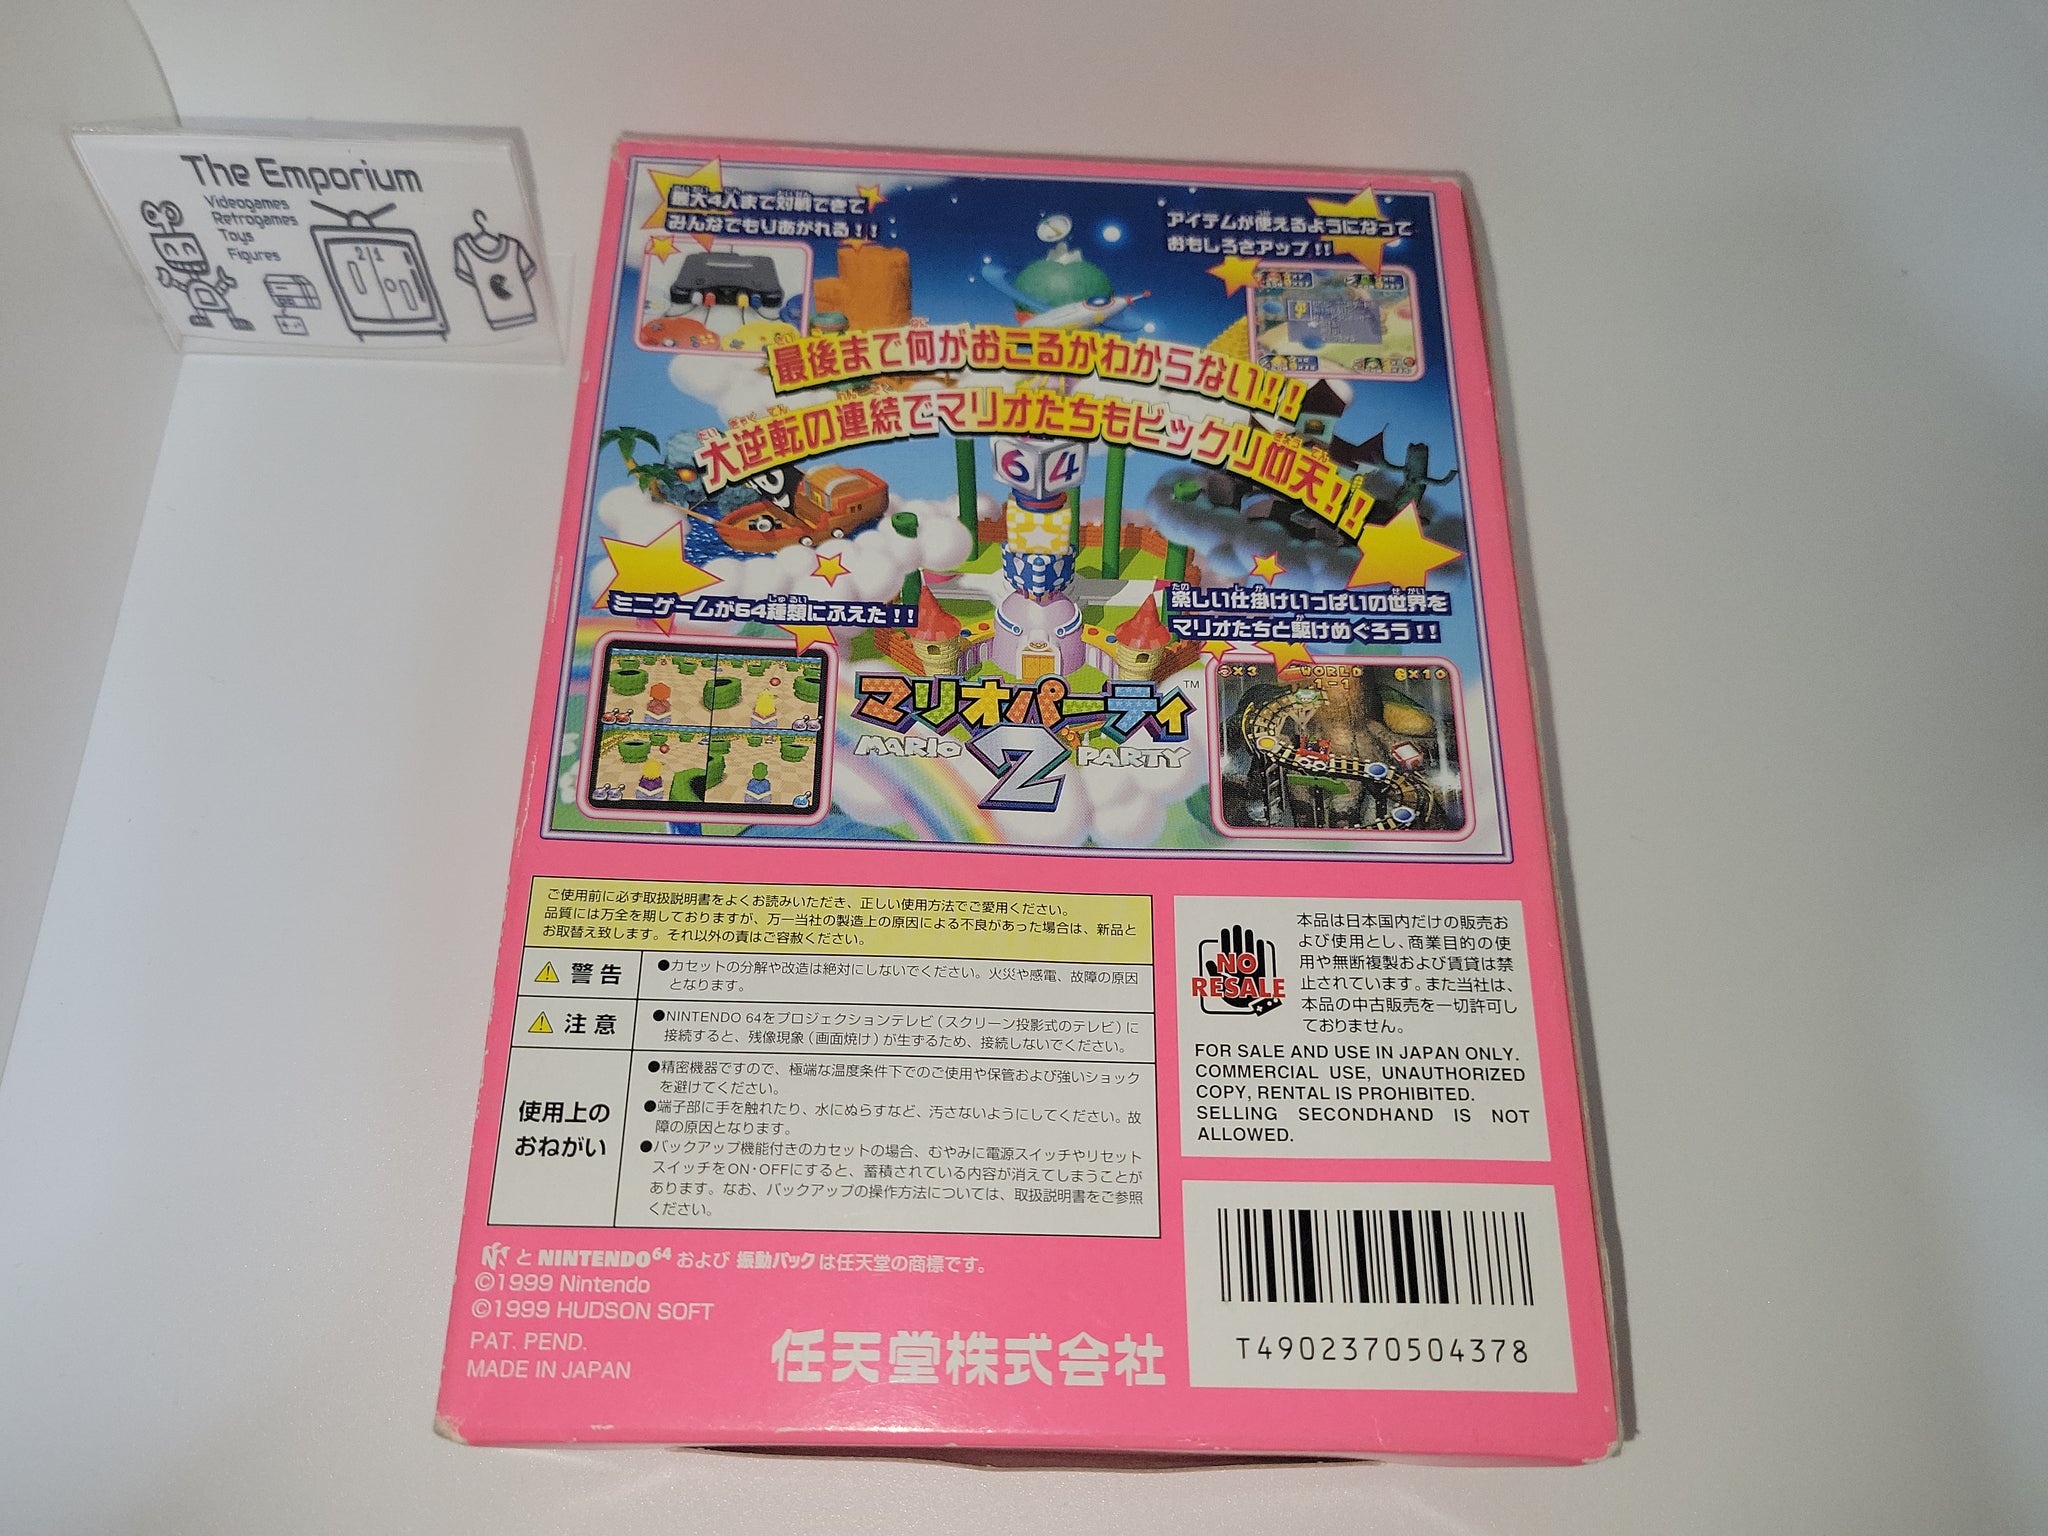 The Emporium
Videogames
Retrogames
Toys
Figures
最大4人まで対戦できて
みんなでもりあがれる!!
アイテムが使えるようになって
おもしろさアップ!!
最後まで何がおこるかわからない!!
大逆転の連続でマリオたちもビックリ仰天!!
64
ミニゲームが64種類にふえた!!
楽しい仕掛けいっぱいの世界を
マリオたちと駆けめぐろう!!
×3 WORLD ×10
1-1
マリオパーティ™
MARIO 2 PARTY
ご使用前に必ず取扱説明書をよくお読みいただき、正しい使用方法でご愛用ください。
品質には万全を期しておりますが、万一当社の製造上の原因による不良があった場合は、新品と
お取替え致します。それ以外の責はご容赦ください。
警告
●カセットの分解や改造は絶対にしないでください。火災や感電、故障の原因
となります。
注意
●NINTENDO 64をプロジェクションテレビ(スクリーン投影式のテレビ)に
接続すると、残像現象(画面焼け)が生ずるため、接続しないでください。
使用上の
おねがい
●精密機器ですので、極端な温度条件下でのご使用や保管および強いショック
を避けてください。
●端子部に手を触れたり、水にぬらすなど、汚さないようにしてください。故
障の原因となります。
●バックアップ機能付きのカセットの場合、むやみに電源スイッチやリセット
スイッチをON・OFFにすると、蓄積されている内容が消えてしまうことが
あります。なお、バックアップの操作方法については、取扱説明書をご参照
ください。
NO
RESALE
本品は日本国内だけの販売お
よび使用とし、商業目的の使
用や無断複製および賃貸は禁
止されています。また当社は、
本品の中古販売を一切許可し
ておりません。
FOR SALE AND USE IN JAPAN ONLY.
COMMERCIAL USE, UNAUTHORIZED
COPY, RENTAL IS PROHIBITED.
SELLING SECONDHAND IS NOT
ALLOWED.
と NINTENDO64 および 振動パック は任天堂の商標です。
©1999 Nintendo
©1999 HUDSON SOFT
PAT. PEND.
MADE IN JAPAN
任天堂株式会社
T4902370504378